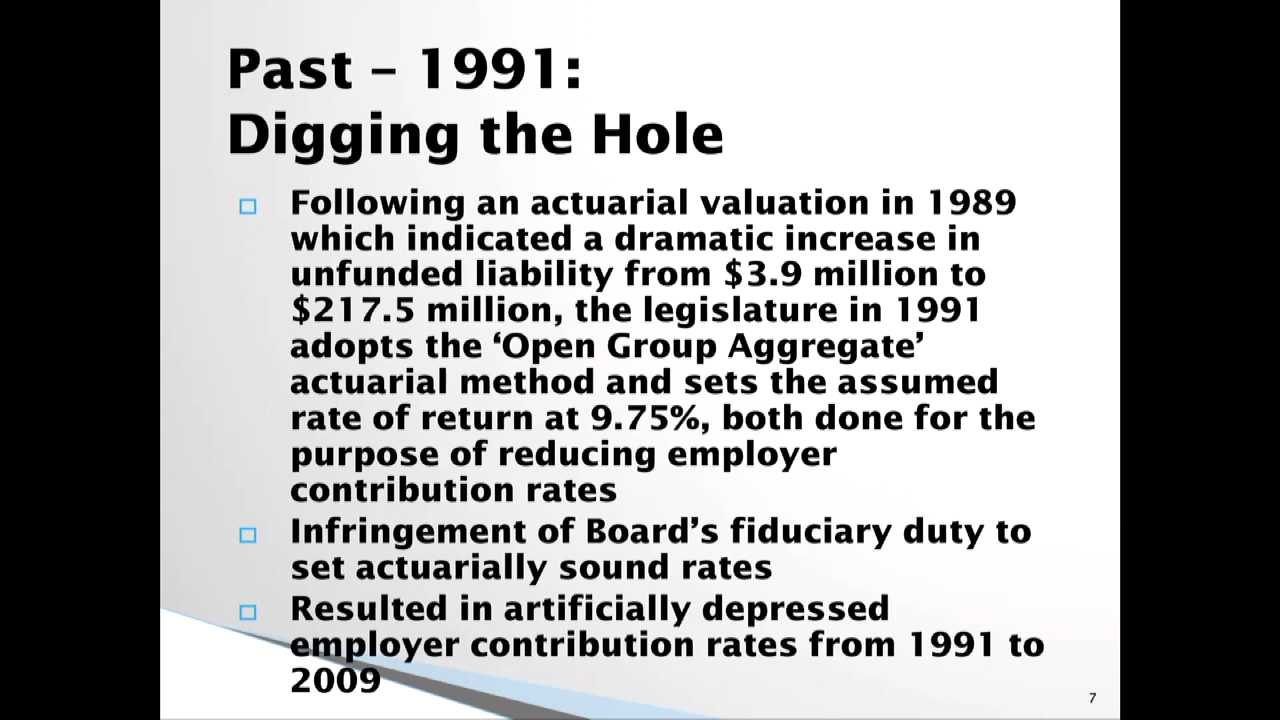 Past – 1991:
Digging the Hole
Following an actuarial valuation in 1989
which indicated a dramatic increase in
unfunded liability from $3.9 million to
$217.5 million, the legislature in 1991
adopts the ‘Open Group Aggregate’
actuarial method and sets the assumed
rate of return at 9.75%, both done for the
purpose of reducing employer
contribution rates
Infringement of Board’s fiduciary duty to
set actuarially sound rates
Resulted in artificially depressed
employer contribution rates from 1991 to
2009
7